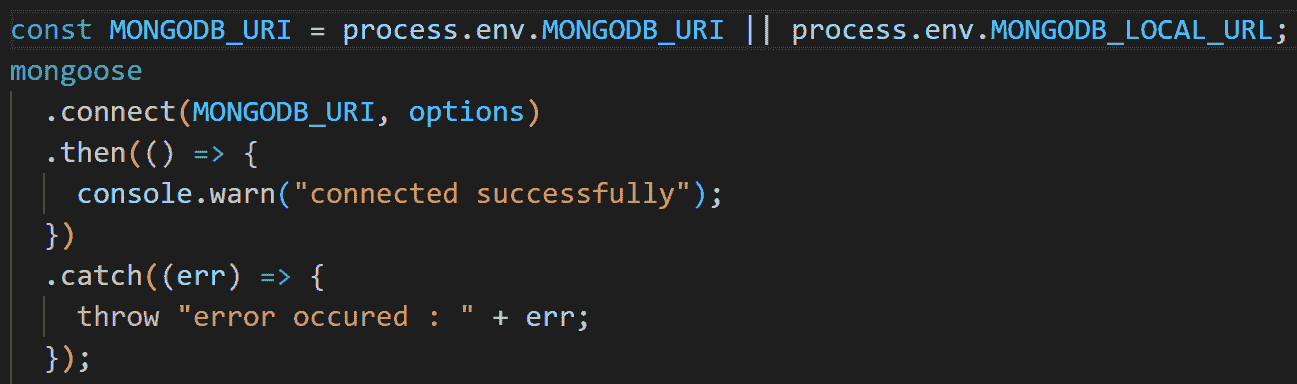 const MONGODB_URI = process.env.MONGODB_URI || process.env.MONGODB_LOCAL_URL;
mongoose
  .connect(MONGODB_URI, options)
  .then(() => {
    console.warn("connected successfully");
  })
  .catch((err) => {
    throw "error occured : " + err;
  });